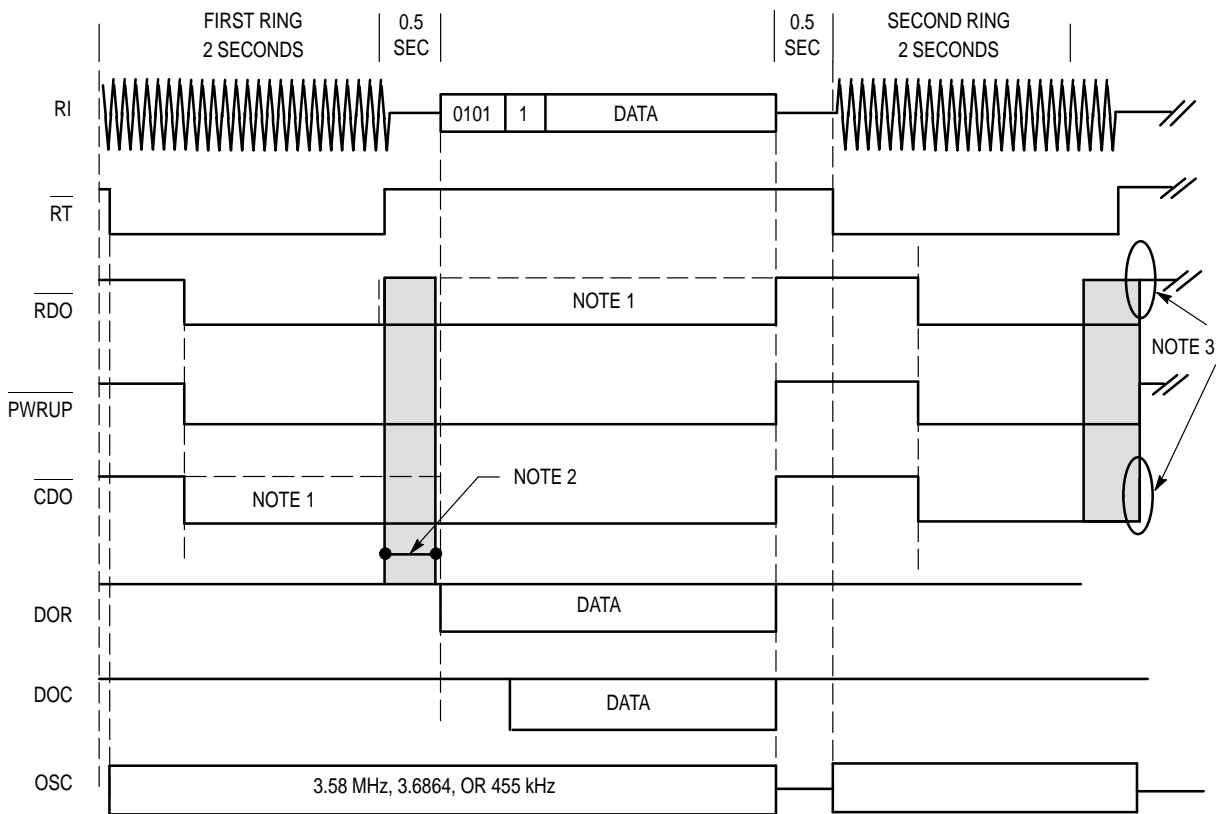 FIRST RING
2 SECONDS
0.5
SEC
0.5
SEC
SECOND RING
2 SECONDS
RI
0101
1
DATA
RT
RDO
NOTE 1
NOTE 3
PWRUP
CDO
NOTE 1
NOTE 2
DOR
DATA
DOC
DATA
OSC
3.58 MHz, 3.6864, OR 455 kHz